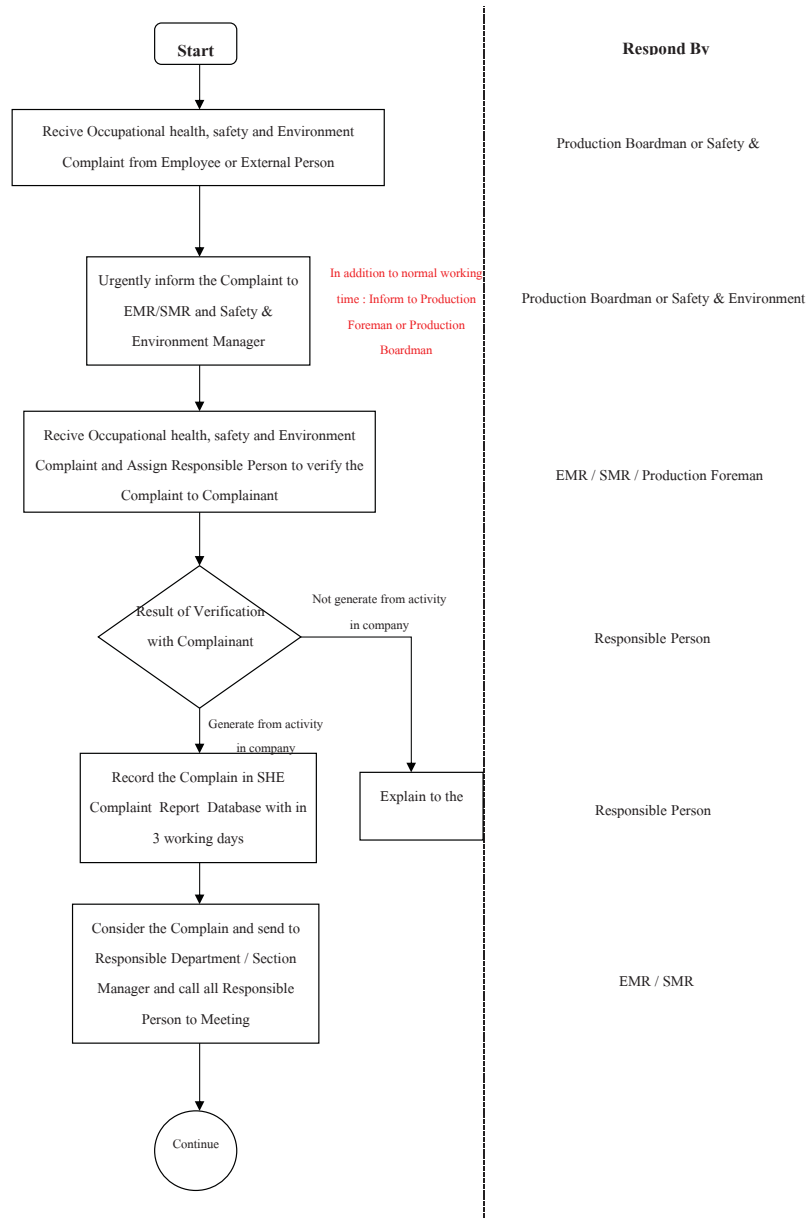 Start
Respond By
Recive Occupational health, safety and Environment
Complaint from Employee or External Person
Production Boardman or Safety &
Urgently inform the Complaint to
EMR/SMR and Safety &
Environment Manager
In addition to normal working
time : Inform to Production
Foreman or Production
Boardman
Production Boardman or Safety & Environment
Recive Occupational health, safety and Environment
Complaint and Assign Responsible Person to verify the
Complaint to Complainant
EMR / SMR / Production Foreman
Result of Verification
with Complainant
Not generate from activity
in company
Responsible Person
Generate from activity
in company
Record the Complain in SHE
Complaint Report Database with in
3 working days
Explain to the
Responsible Person
Consider the Complain and send to
Responsible Department / Section
Manager and call all Responsible
Person to Meeting
EMR / SMR
Continue